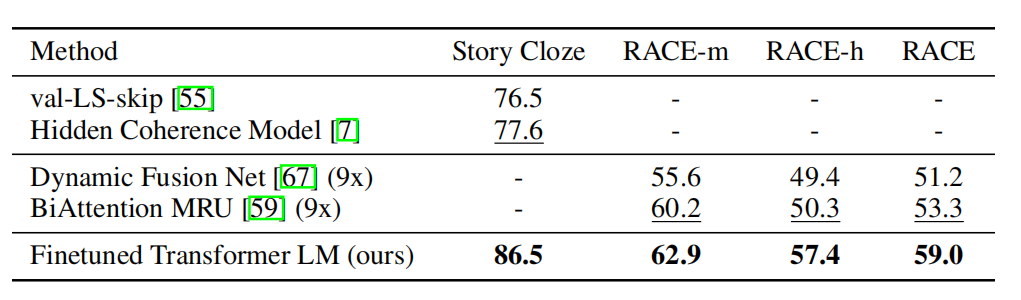 Method Story Cloze RACE-m RACE-h RACE
val-LS-skip [55] 76.5 - - -
Hidden Coherence Model [7] 77.6 - - -
Dynamic Fusion Net [67] (9x) - 55.6 49.4 51.2
BiAttention MRU [59] (9x) - 60.2 50.3 53.3
Finetuned Transformer LM (ours) 86.5 62.9 57.4 59.0